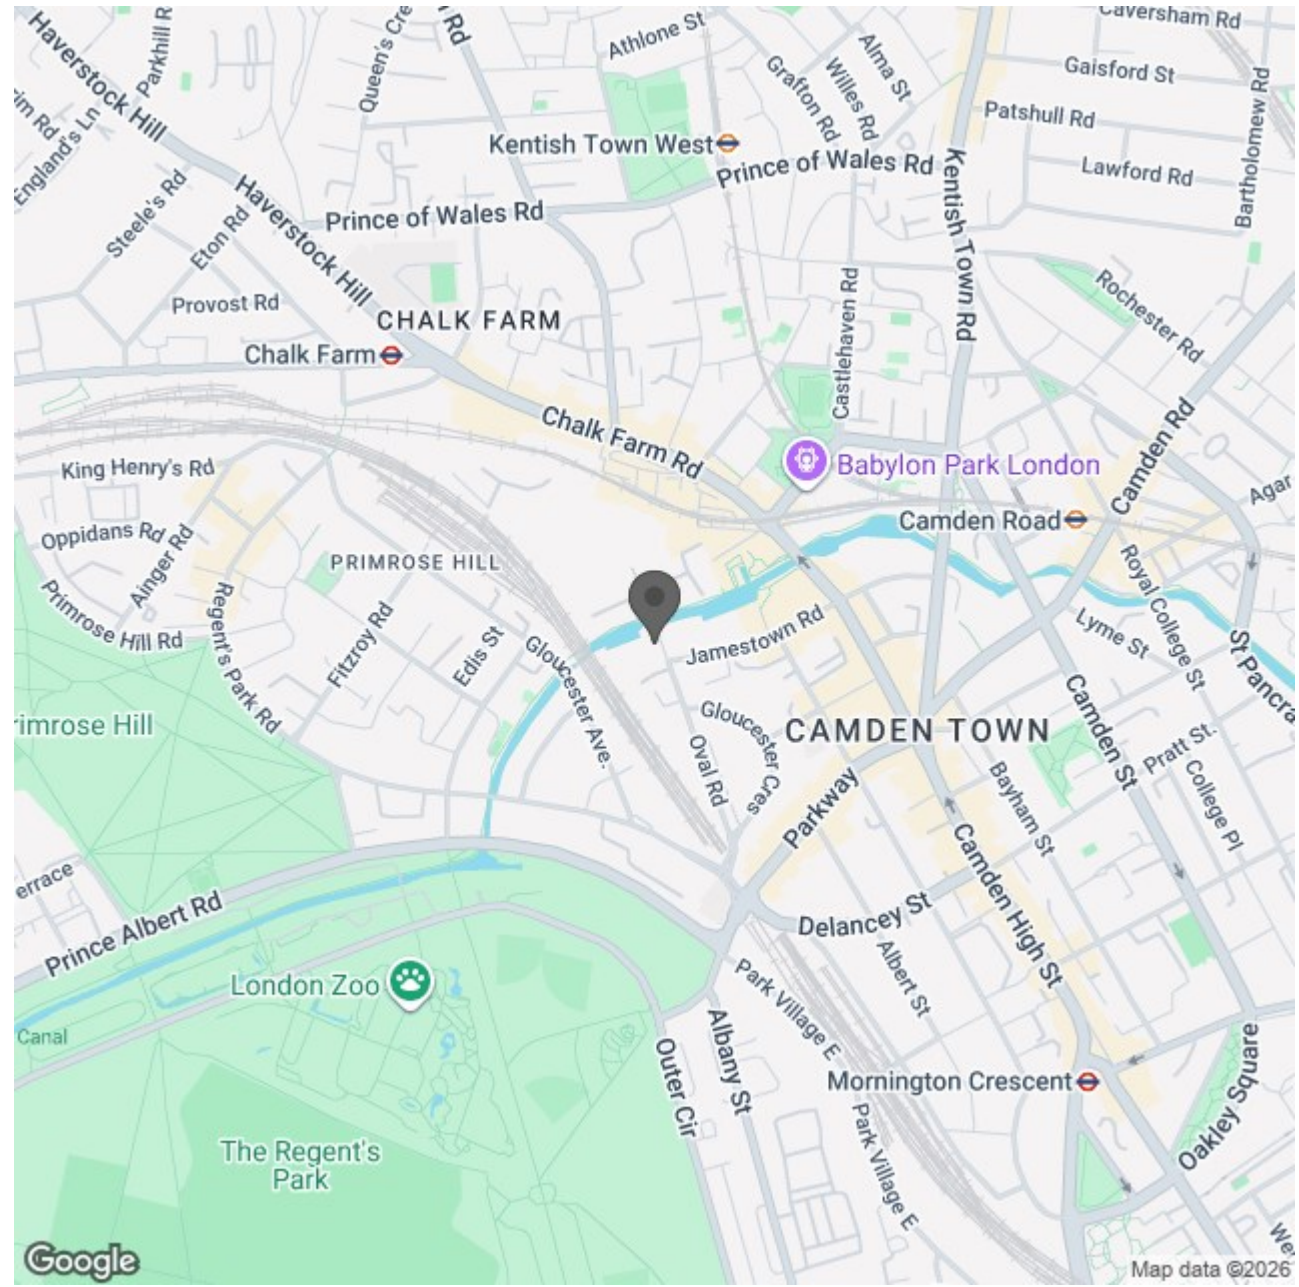 Haverstock Hill
Parkhill R
Queen's Cre
Rd
Athlone St
Caversham Rd
Alma St
Willes Rd
Grafton Rd
Gaisford St
Patshull Rd
Lawford Rd
Bartholomew Rd
England's Ln
Steele's Rd
Eton Rd
Haverstock Hill
Kentish Town West
Prince of Wales Rd
Prince of Wales Rd
Kentish Town Rd
Provost Rd
CHALK FARM
Chalk Farm
Castlehaven Rd
Rochester Rd
Chalk Farm Rd
Camden Rd
King Henry's Rd
Babylon Park London
Agar
Oppidans Rd
Ainger Rd
PRIMROSE HILL
Camden Road
Primrose Hill Rd
Regent's Park Rd
Fitzroy Rd
Edis St
Gloucester Ave.
Jamestown Rd
Royal College St
Lyme St
St Pancra
rimrose Hill
Gloucester Cres
Oval Rd
CAMDEN TOWN
Camden St
Pratt St.
College Pl
Parkway
Bayham St
Camden High St
errace
Prince Albert Rd
Delancey St
Albert St
London Zoo
Park Village E
Canal
Outer Cir
Albany St
Mornington Crescent
Park Village E
Oakley Square
The Regent's
Park
We
Google
Map data ©2026